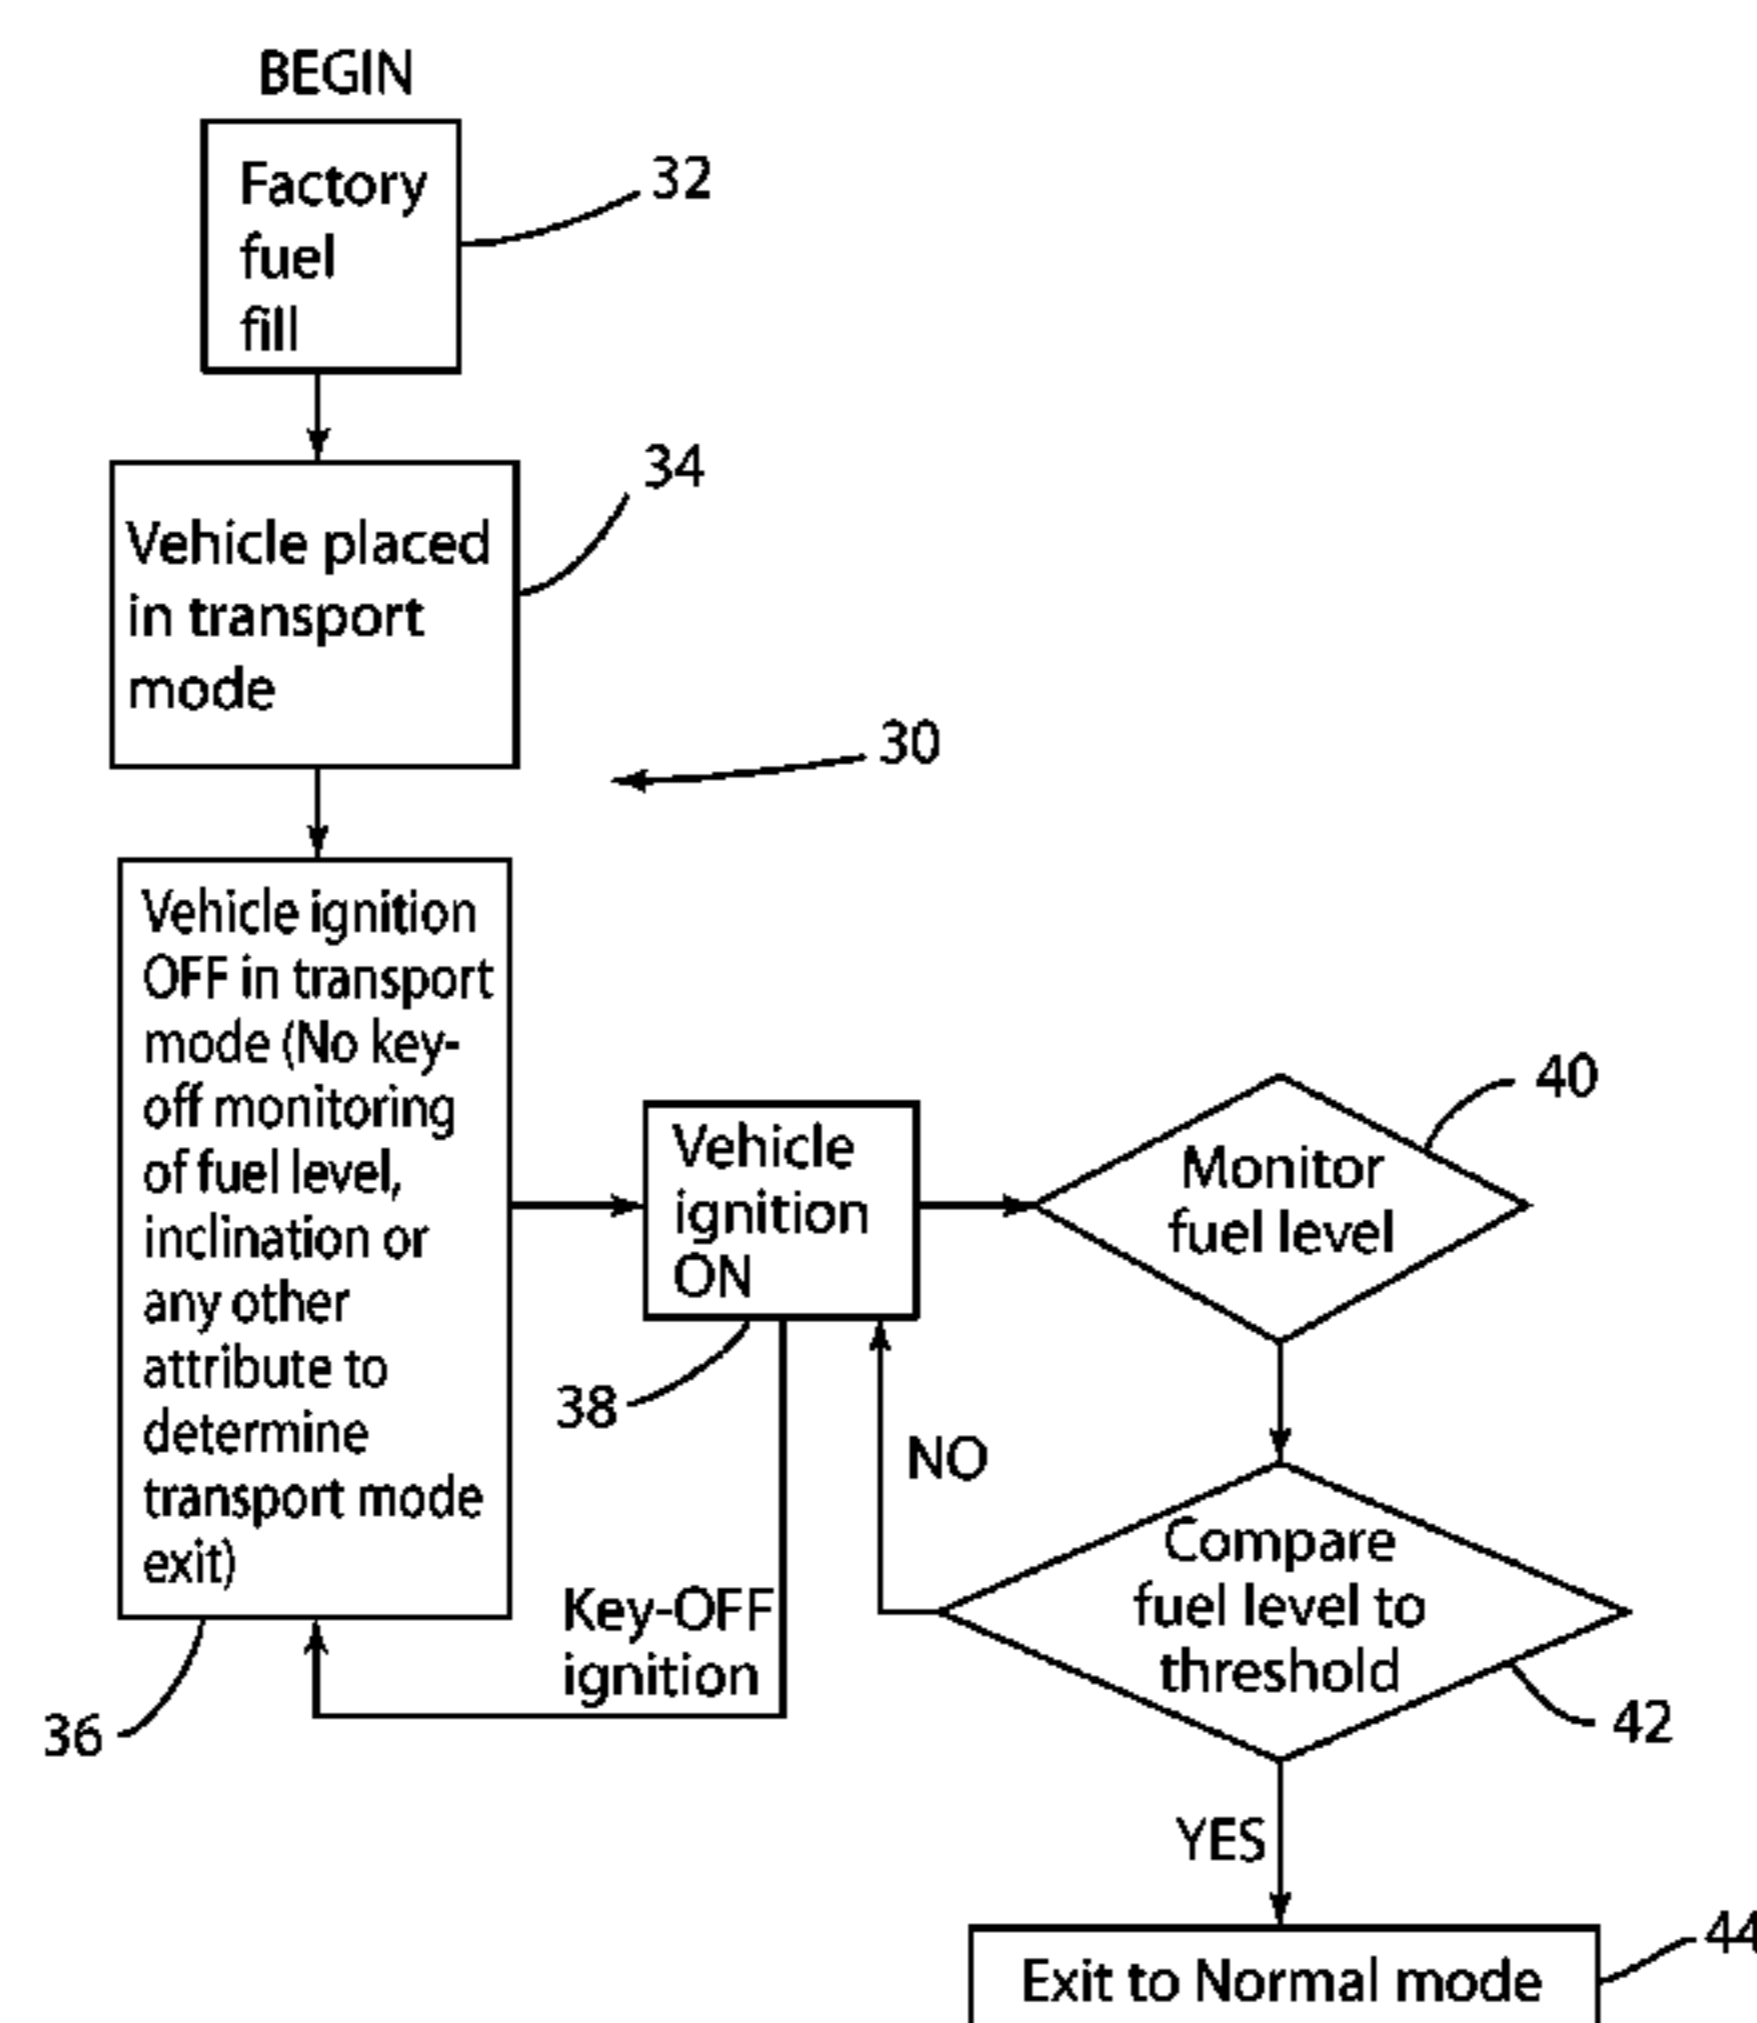 BEGIN
Factory
fuel
fill
32
Vehicle placed
in transport
mode
34
30
Vehicle ignition
OFF in transport
mode (No key-
off monitoring
of fuel level,
inclination or
any other
attribute to
determine
transport mode
exit)
36
Vehicle
ignition
ON
38
Key-OFF
ignition
Monitor
fuel level
40
NO
Compare
fuel level to
threshold
42
YES
Exit to Normal mode
44